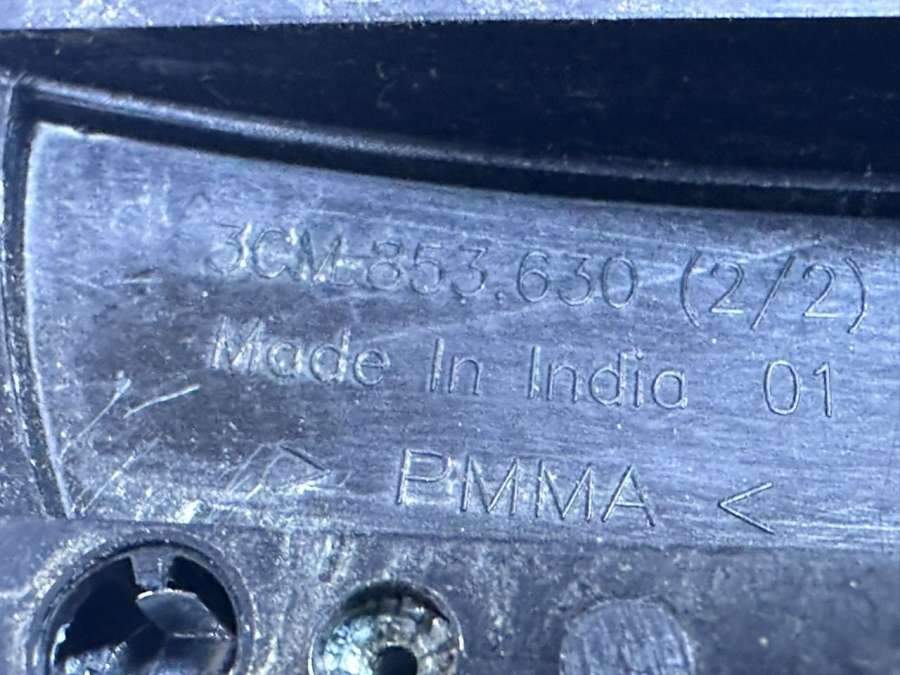 3CM.853.630 (2/2)
Made In India 01
> PMMA <